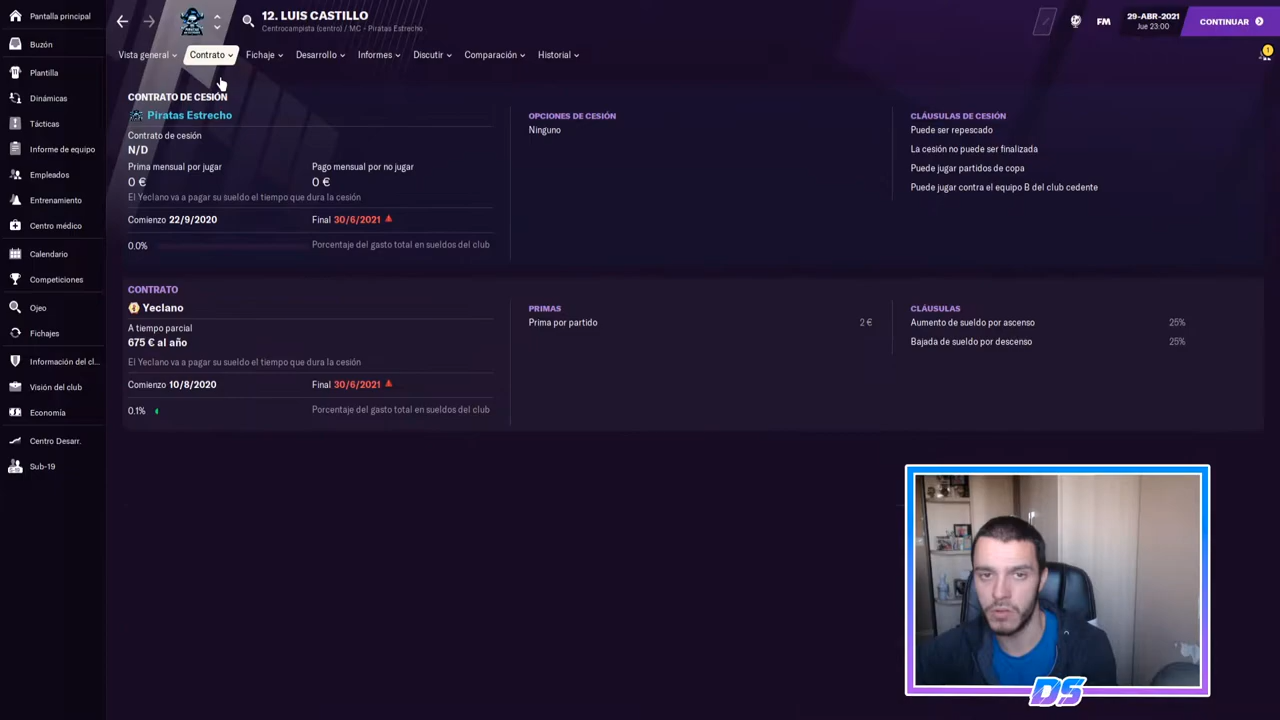 Pantalla principal
Buzón
Plantilla
Dinámicas
Tácticas
Informe de equipo
Empleados
Entrenamiento
Centro médico
Calendario
Competiciones
Ojeo
Fichajes
Información del cl...
Visión del club
Economía
Centro Desarr.
Sub-19
12. LUIS CASTILLO
Centrocampista (centro) / MC - Piratas Estrecho
FM
29-ABR-2021
Jue 23:00
CONTINUAR
1
Vista general Contrato Fichaje Desarrollo Informes Discutir Comparación Historial
CONTRATO DE CESIÓN
Piratas Estrecho
Contrato de cesión
N/D
Prima mensual por jugar Pago mensual por no jugar
0 € 0 €
El Yeclano va a pagar su sueldo el tiempo que dura la cesión
Comienzo 22/9/2020 Final 30/6/2021
0.0% Porcentaje del gasto total en sueldos del club
OPCIONES DE CESIÓN
Ninguno
CLÁUSULAS DE CESIÓN
Puede ser repescado
La cesión no puede ser finalizada
Puede jugar partidos de copa
Puede jugar contra el equipo B del club cedente
CONTRATO
Yeclano
A tiempo parcial
675 € al año
El Yeclano va a pagar su sueldo el tiempo que dura la cesión
Comienzo 10/8/2020 Final 30/6/2021
0.1% Porcentaje del gasto total en sueldos del club
PRIMAS
Prima por partido 2 €
CLÁUSULAS
Aumento de sueldo por ascenso 25%
Bajada de sueldo por descenso 25%
DS